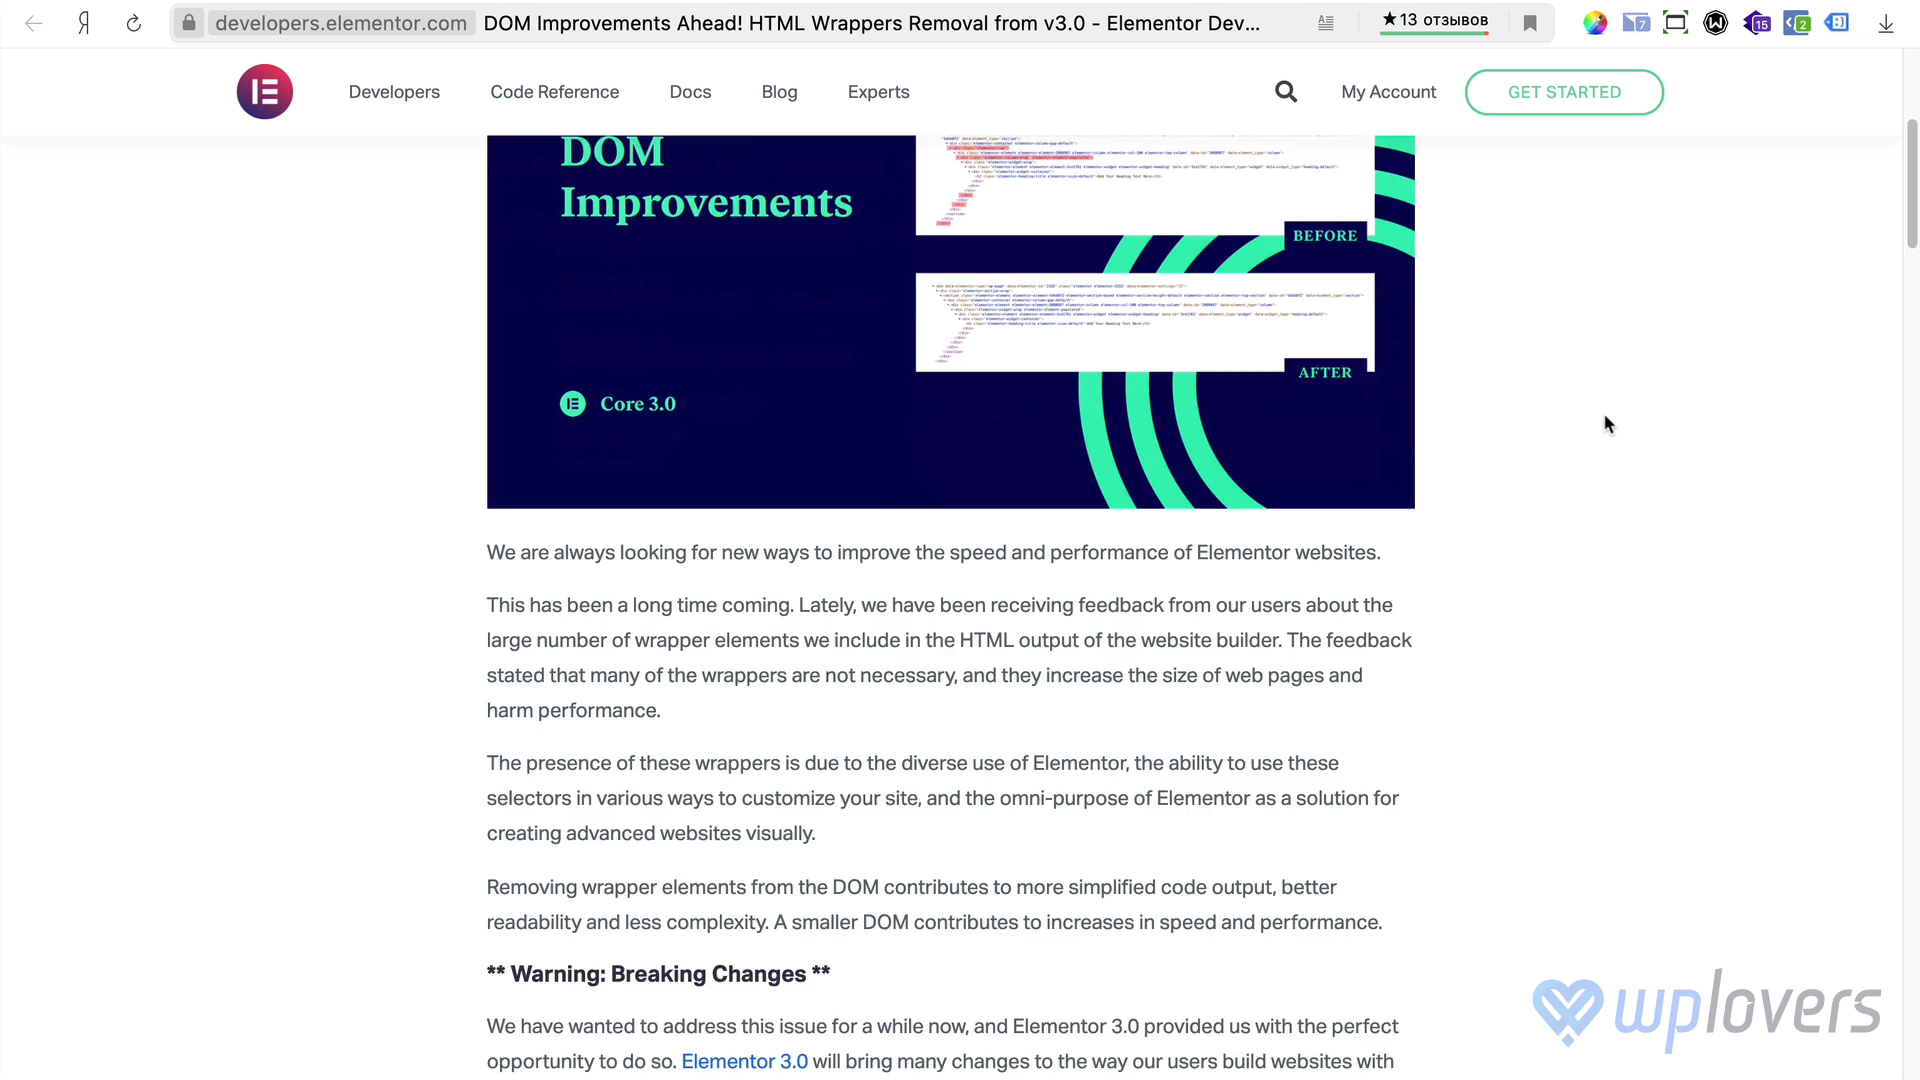 Я
developers.elementor.com DOM Improvements Ahead! HTML Wrappers Removal from v3.0 - Elementor Dev...
★13 отзывов
7
15
2
Developers
Code Reference
Docs
Blog
Experts
My Account
GET STARTED
DOM
Improvements
BEFORE
AFTER
Core 3.0
We are always looking for new ways to improve the speed and performance of Elementor websites.
This has been a long time coming. Lately, we have been receiving feedback from our users about the
large number of wrapper elements we include in the HTML output of the website builder. The feedback
stated that many of the wrappers are not necessary, and they increase the size of web pages and
harm performance.
The presence of these wrappers is due to the diverse use of Elementor, the ability to use these
selectors in various ways to customize your site, and the omni-purpose of Elementor as a solution for
creating advanced websites visually.
Removing wrapper elements from the DOM contributes to more simplified code output, better
readability and less complexity. A smaller DOM contributes to increases in speed and performance.
** Warning: Breaking Changes **
We have wanted to address this issue for a while now, and Elementor 3.0 provided us with the perfect
opportunity to do so. Elementor 3.0 will bring many changes to the way our users build websites with
wplovers